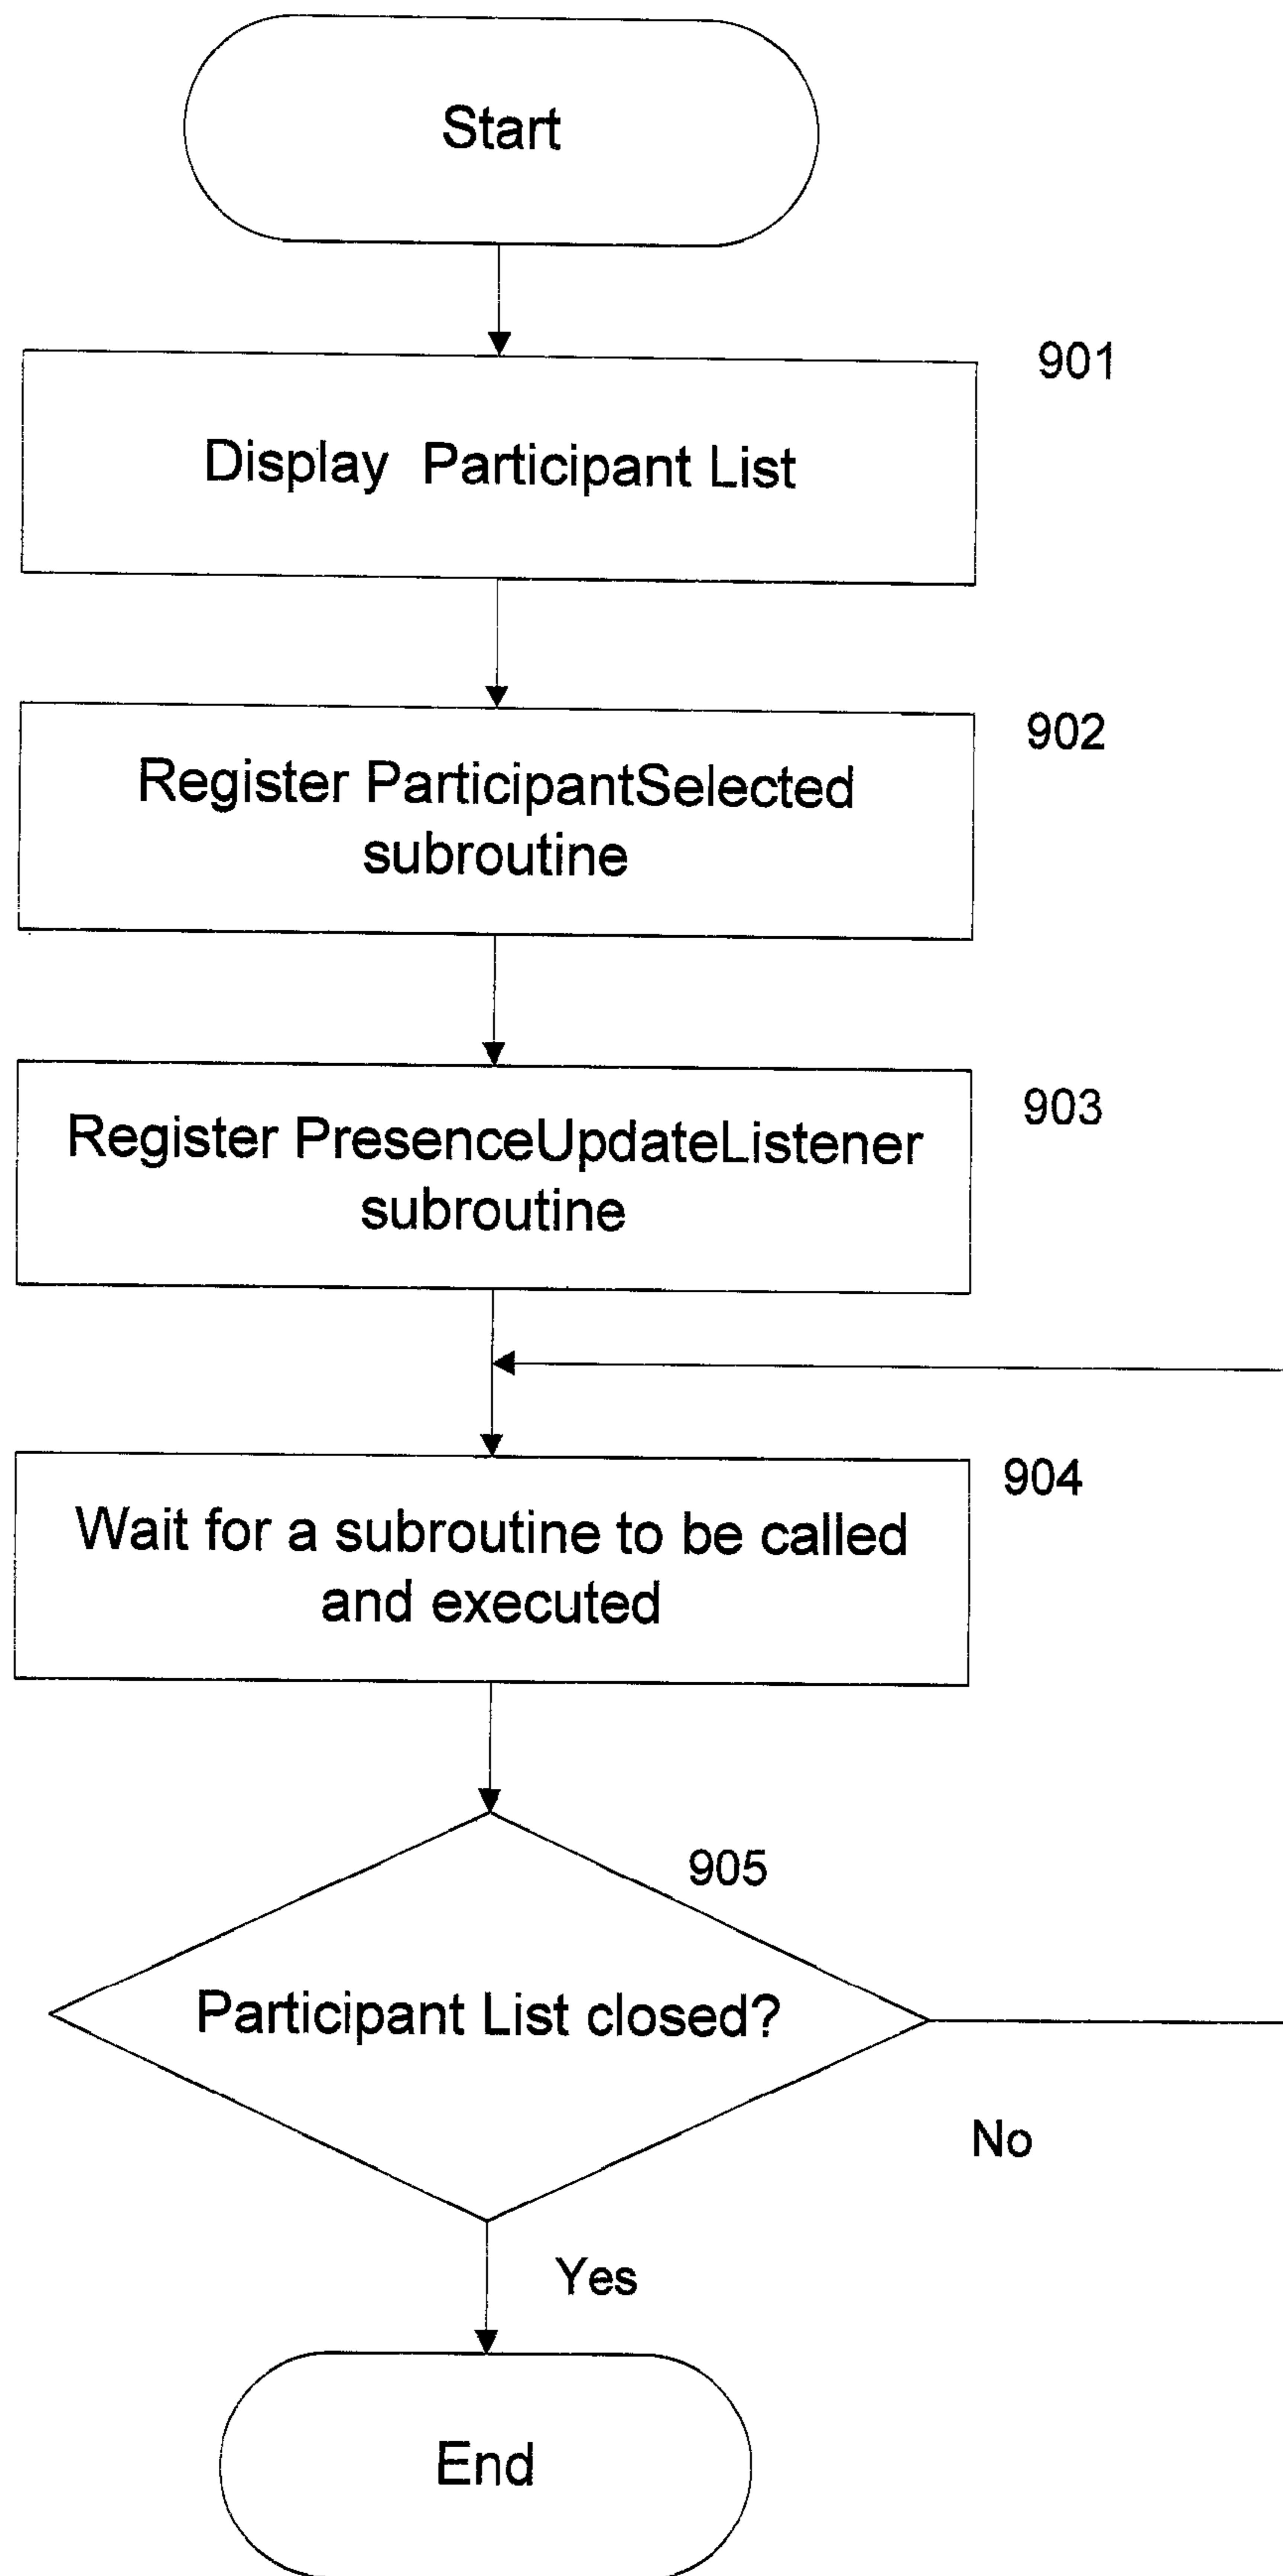 Start
901
Display Participant List
902
Register ParticipantSelected
subroutine
903
Register PresenceUpdateListener
subroutine
904
Wait for a subroutine to be called
and executed
905
Participant List closed?
No
Yes
End